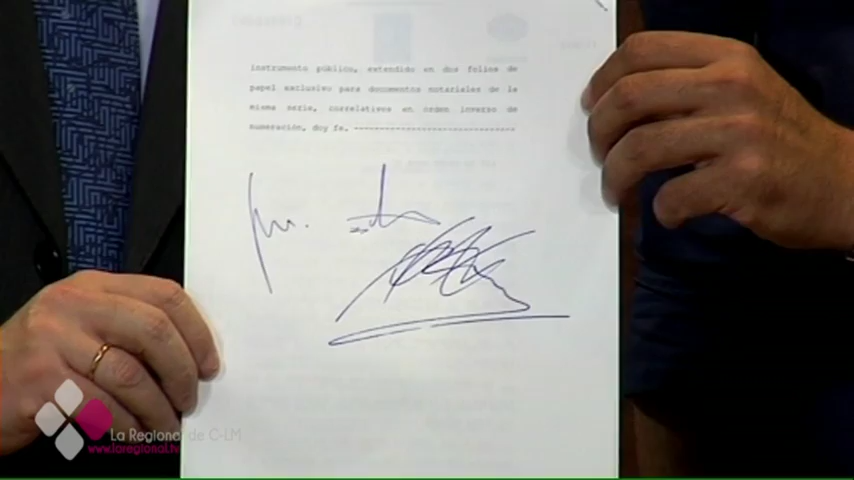 instrumento público, extendido en dos folios de
papel exclusivo para documentos notariales de la
misma serie, correlativos en orden inverso de
numeración, doy fe. --------------------------------
La Regional de C-LM
www.laregional.tv